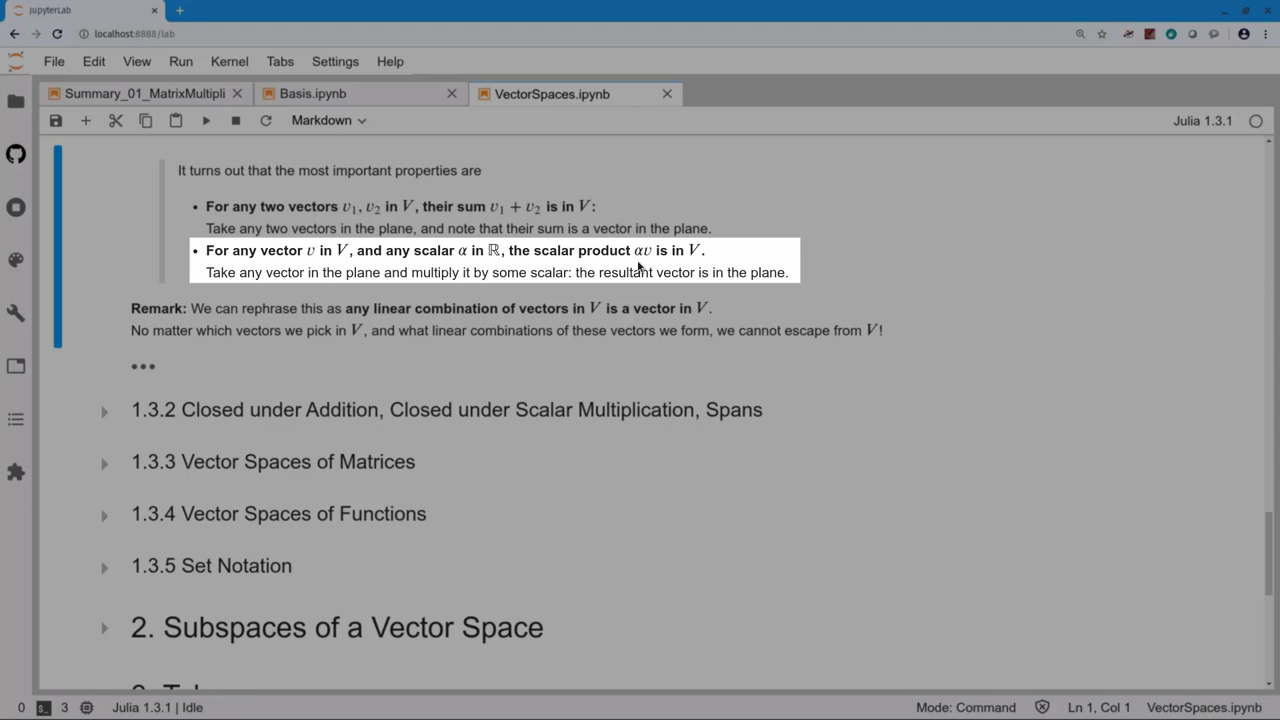 JupyterLab
localhost:8888/lab
File Edit View Run Kernel Tabs Settings Help
Summary_01_MatrixMultipli Basis.ipynb VectorSpaces.ipynb
Markdown Julia 1.3.1
It turns out that the most important properties are
• For any two vectors v₁, v₂ in V, their sum v₁ + v₂ is in V:
Take any two vectors in the plane, and note that their sum is a vector in the plane.
• For any vector v in V, and any scalar α in ℝ, the scalar product αv is in V.
Take any vector in the plane and multiply it by some scalar: the resultant vector is in the plane.
Remark: We can rephrase this as any linear combination of vectors in V is a vector in V.
No matter which vectors we pick in V, and what linear combinations of these vectors we form, we cannot escape from V!
1.3.2 Closed under Addition, Closed under Scalar Multiplication, Spans
1.3.3 Vector Spaces of Matrices
1.3.4 Vector Spaces of Functions
1.3.5 Set Notation
2. Subspaces of a Vector Space
0 3 Julia 1.3.1 | Idle Mode: Command Ln 1, Col 1 VectorSpaces.ipynb